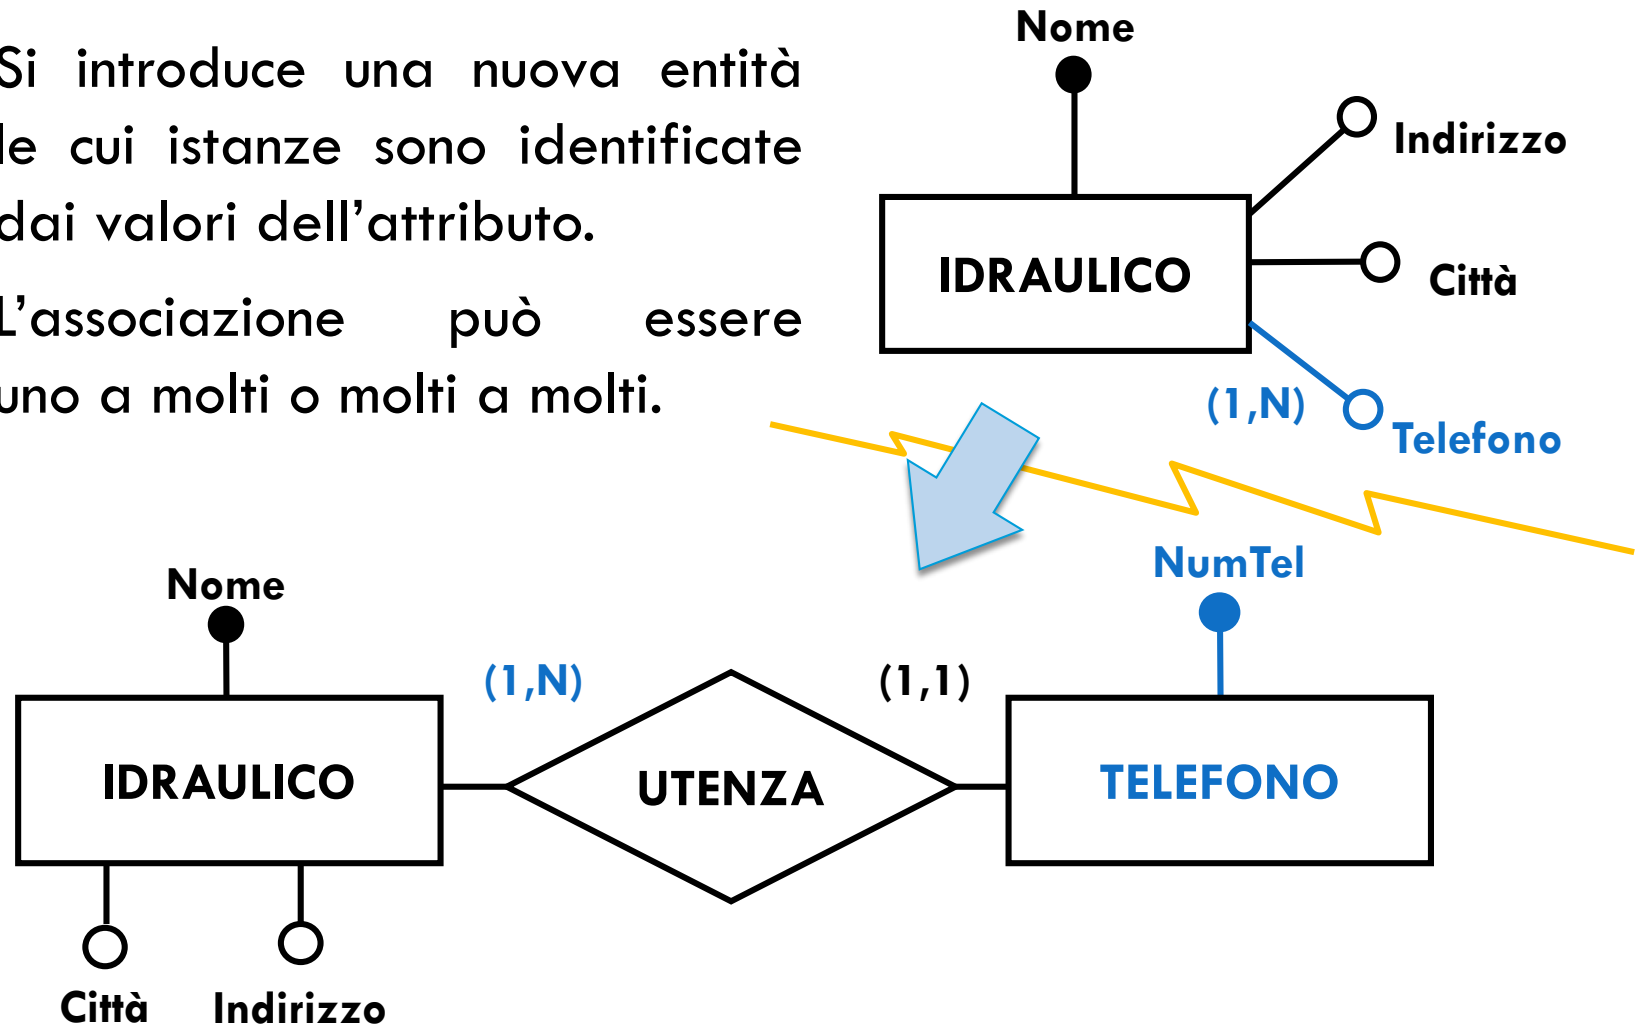 Si introduce una nuova entità
le cui istanze sono identificate
dai valori dell'attributo.
L'associazione può essere
uno a molti o molti a molti.
Nome
Indirizzo
IDRAULICO
Città
(1,N)
Telefono
Nome
NumTel
(1,N)
(1,1)
IDRAULICO
UTENZA
TELEFONO
Città
Indirizzo